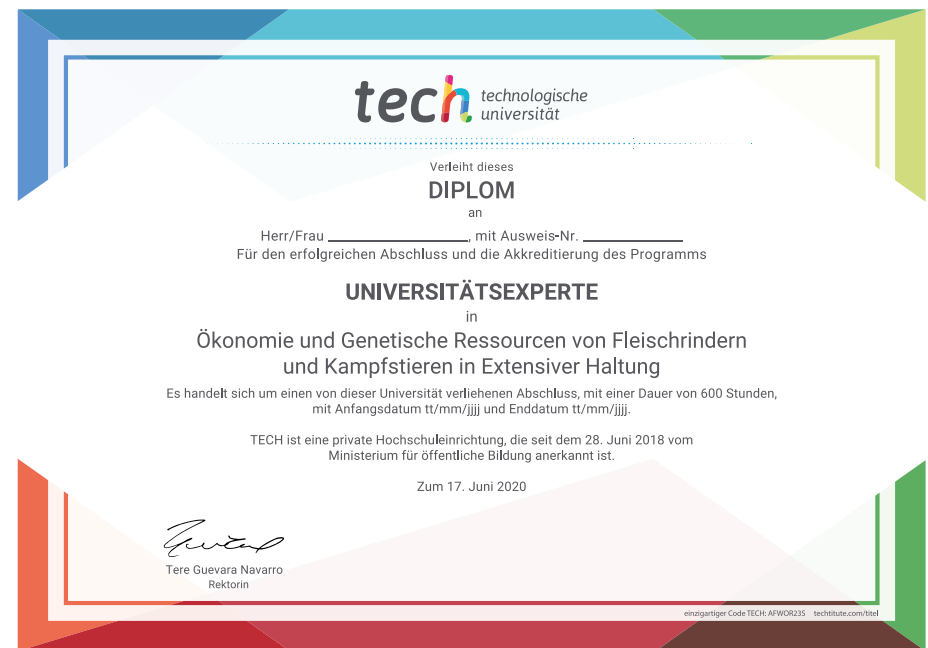 tech technologische
universität
Verleiht dieses
DIPLOM
an
Herr/Frau ____________, mit Ausweis-Nr. ____________
Für den erfolgreichen Abschluss und die Akkreditierung des Programms
UNIVERSITÄTSEXPERTE
in
Ökonomie und Genetische Ressourcen von Fleischrindern
und Kampfstieren in Extensiver Haltung
Es handelt sich um einen von dieser Universität verliehenen Abschluss, mit einer Dauer von 600 Stunden,
mit Anfangsdatum tt/mm/jjjj und Enddatum tt/mm/jjjj.
TECH ist eine private Hochschuleinrichtung, die seit dem 28. Juni 2018 vom
Ministerium für öffentliche Bildung anerkannt ist.
Zum 17. Juni 2020
Tere Guevara Navarro
Rektorin
einzigartiger Code TECH: AFWOR23S techtitute.com/titel